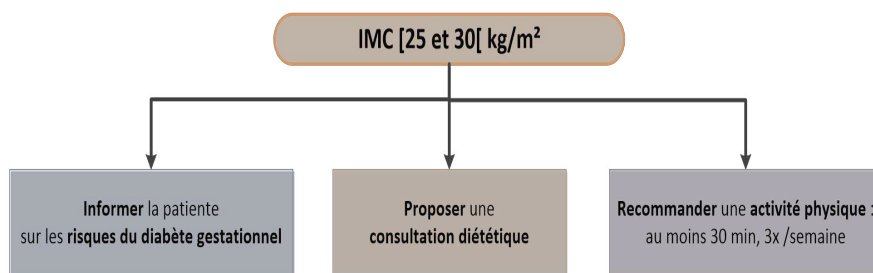 IMC [25 et 30[ kg/m²
Informer la patiente
sur les risques du diabète gestationnel
Proposer une
consultation diététique
Recommander une activité physique :
au moins 30 min, 3x /semaine